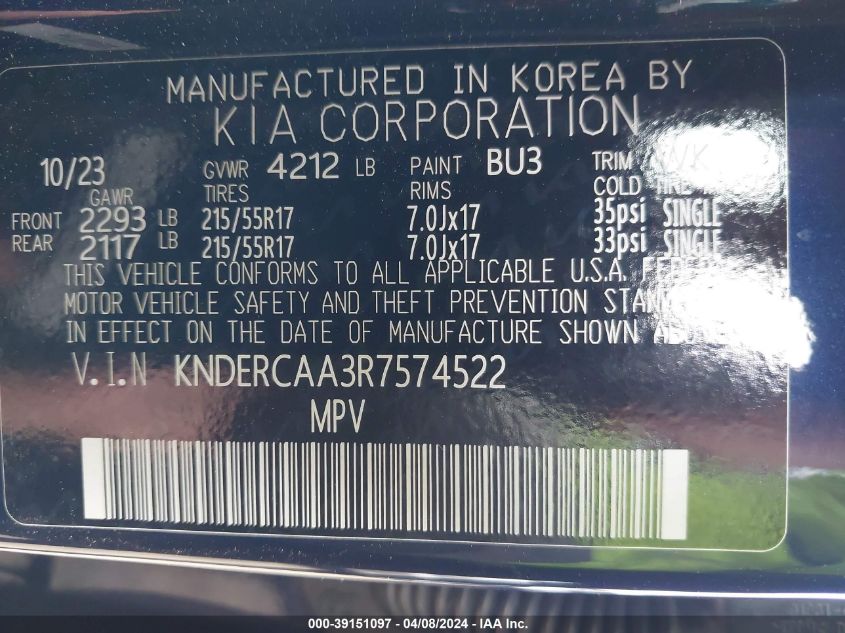 MANUFACTURED IN KOREA BY
KIA CORPORATION
10/23 GVWR 4212 LB PAINT BU3 TRIM
GAWR TIRES RIMS COLD
FRONT 2293 LB 215/55R17 7.0Jx17 35psi SINGLE
REAR 2117 LB 215/55R17 7.0Jx17 33psi SINGLE
THIS VEHICLE CONFORMS TO ALL APPLICABLE U.S.A.
MOTOR VEHICLE SAFETY AND THEFT PREVENTION
IN EFFECT ON THE DATE OF MANUFACTURE SHOWN
V.I.N KNDERCAA3R7574522
MPV
000-39151097 - 04/08/2024 - IAA, Inc.